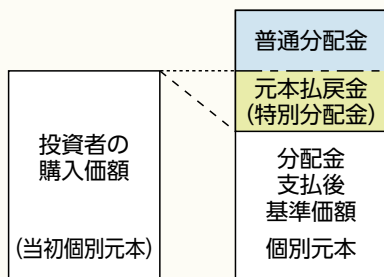 普通分配金
元本払戻金
(特別分配金)
投資者の
購入価額
(当初個別元本)
分配金
支払後
基準価額
個別元本